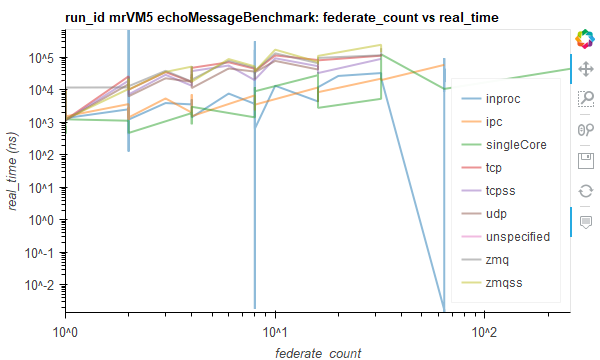 run_id mrVM5 echoMessageBenchmark: federate_count vs real_time
real_time (ns)
10^5
10^4
10^3
10^2
10^1
10^0
10^-1
10^-2
10^0
10^1
10^2
federate_count
inproc
ipc
singleCore
tcp
tcpss
udp
unspecified
zmq
zmqss